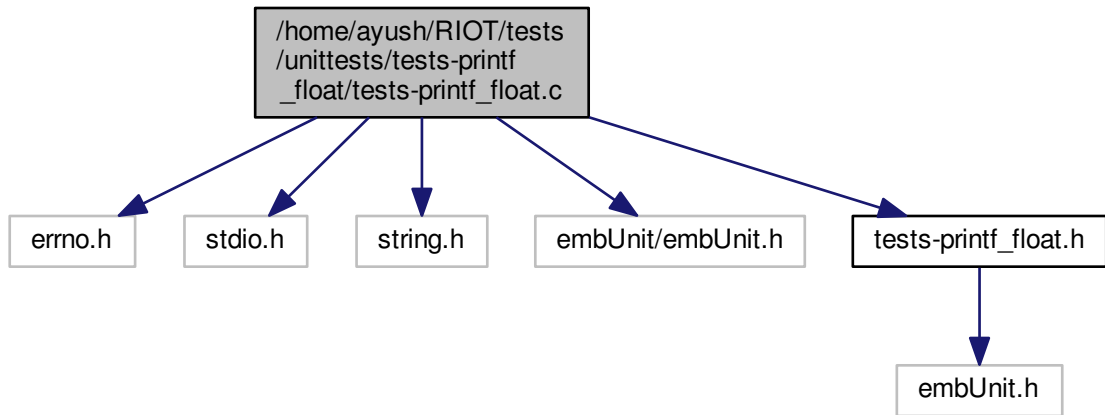 /home/ayush/RIOT/tests
/unittests/tests-printf
_float/tests-printf_float.c
errno.h
stdio.h
string.h
embUnit/embUnit.h
tests-printf_float.h
embUnit.h